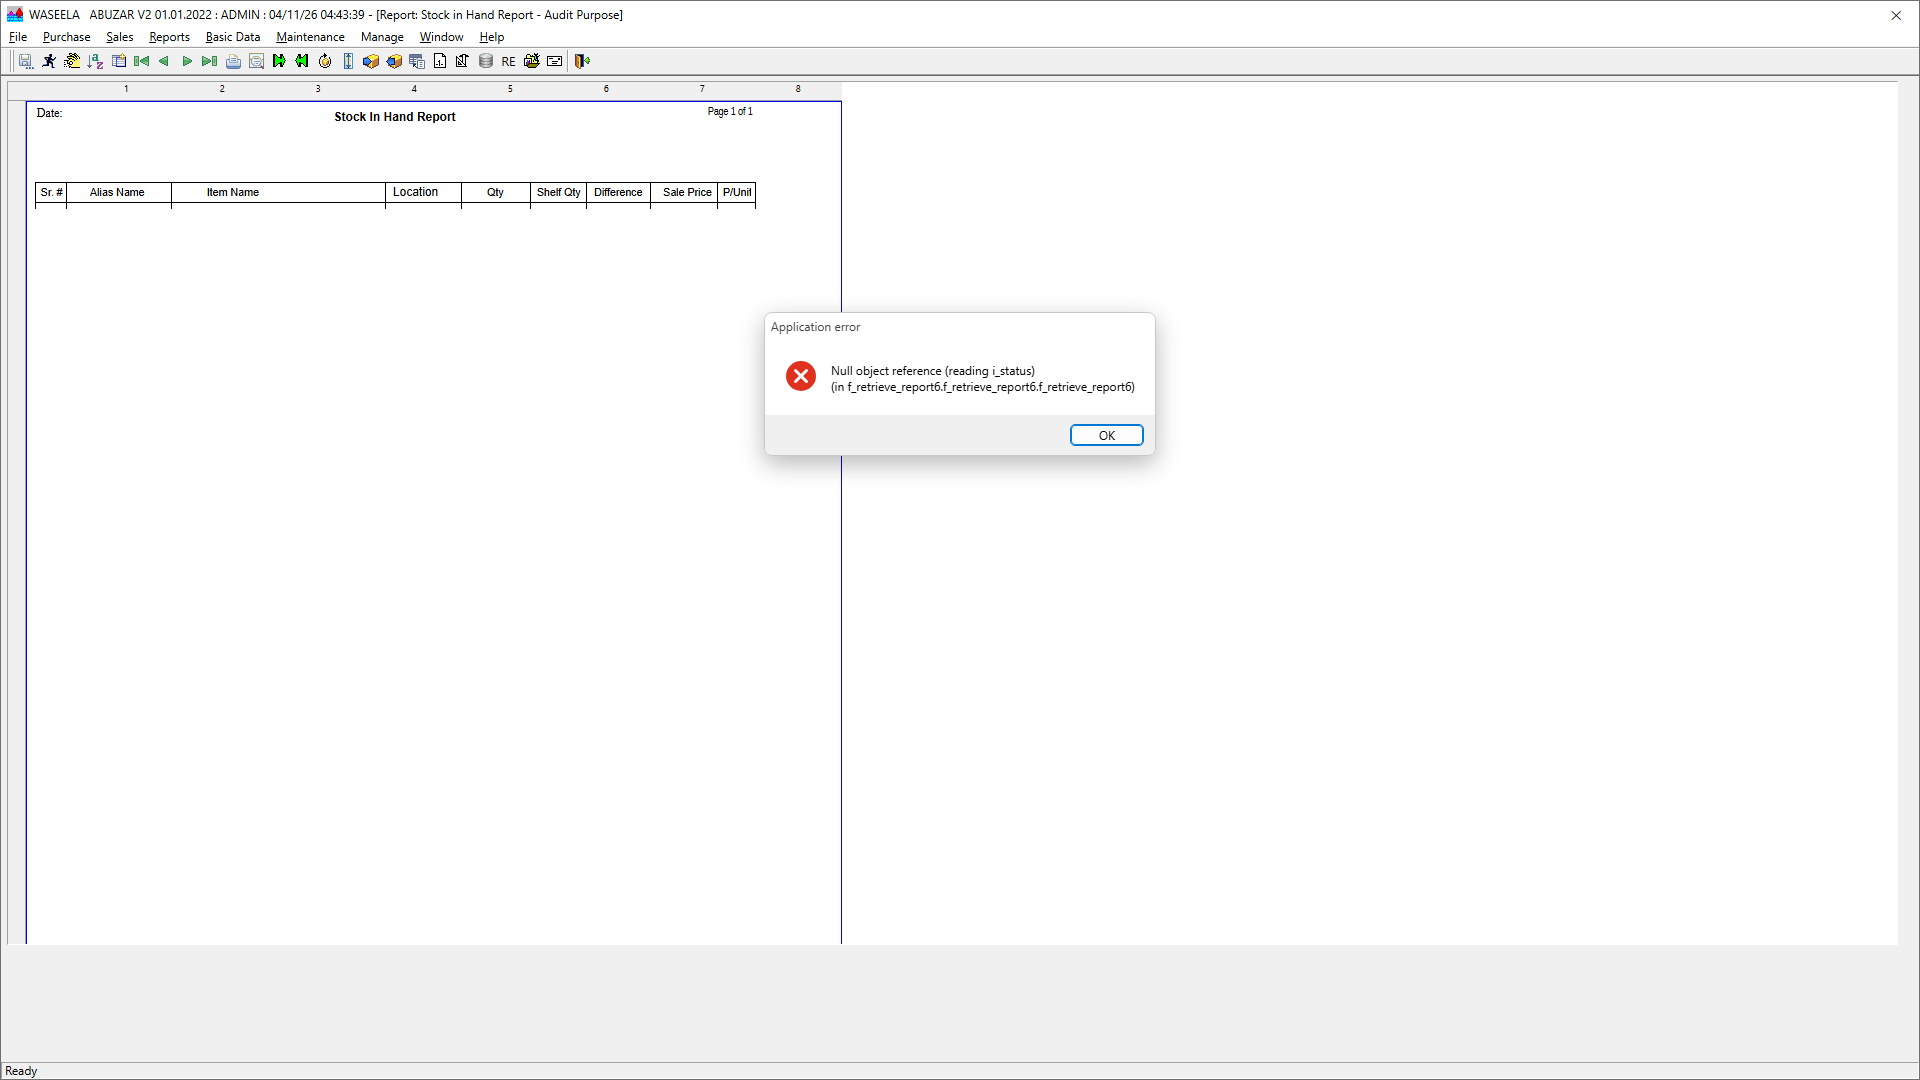 WASEELA   ABUZAR V2 01.01.2022 : ADMIN : 04/11/26 04:43:39 - [Report: Stock in Hand Report - Audit Purpose]
File Purchase Sales Reports Basic Data Maintenance Manage Window Help
RE
1 2 3 4 5 6 7 8
Date:
Stock In Hand Report
Page 1 of 1
Sr. # Alias Name Item Name Location Qty Shelf Qty Difference Sale Price P/Unit
Application error
Null object reference (reading i_status)
(in f_retrieve_report6.f_retrieve_report6.f_retrieve_report6)
OK
Ready